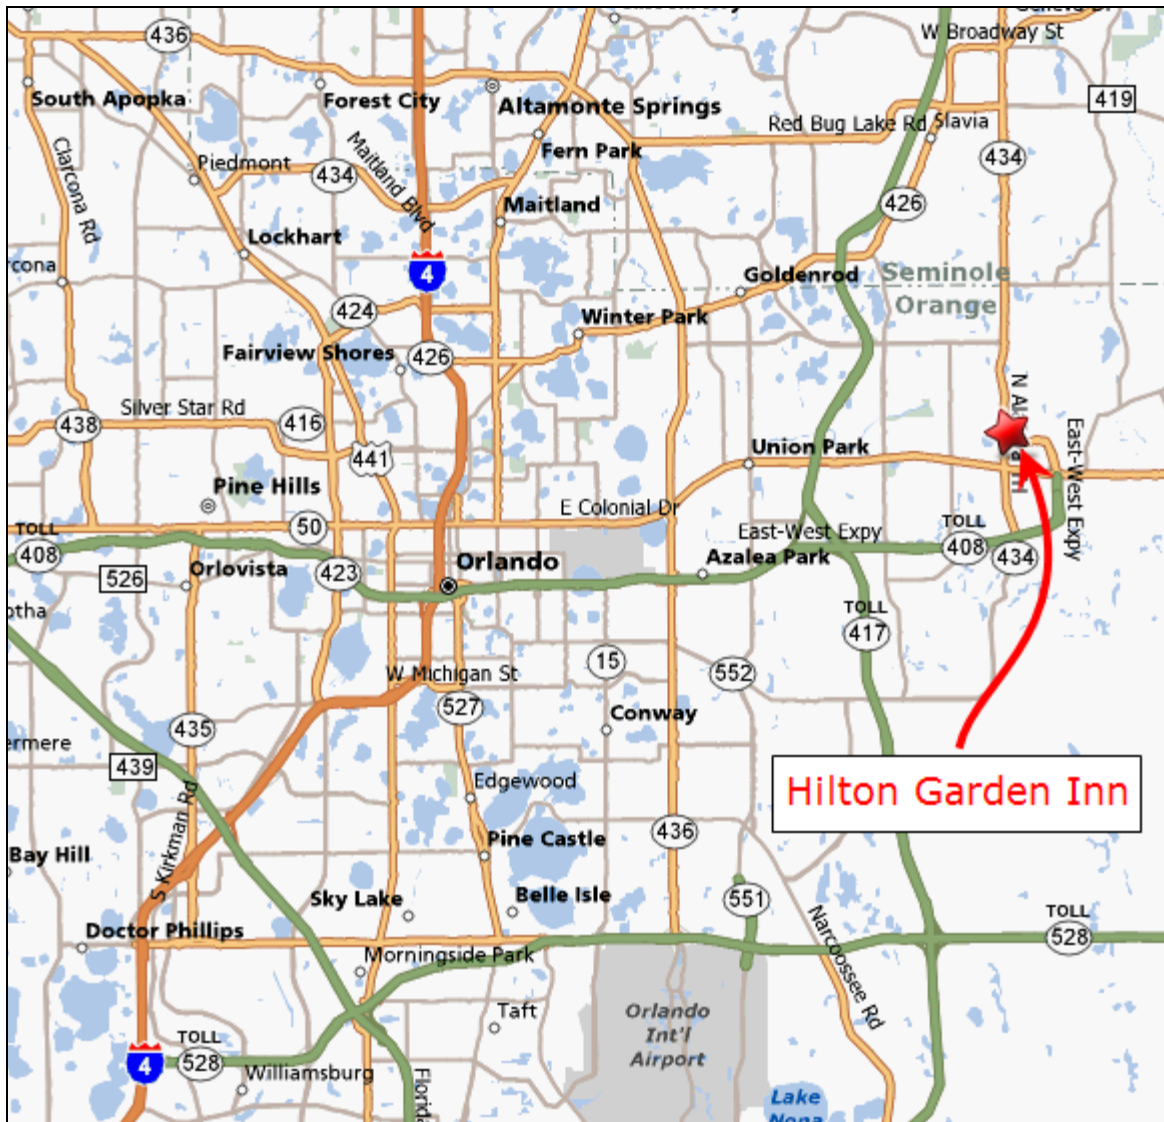 W Broadway St
436
419
South Apopka
Forest City
Altamonte Springs
Red Bug Lake Rd
Slavia
Fern Park
Maitland Blvd
Clarcona Rd
Piedmont
434
434
426
Maitland
Lockhart
4
Goldenrod
Seminole
Orange
424
Winter Park
Fairview Shores
426
Silver Star Rd
438
416
441
Union Park
East-West Expy
Pine Hills
E Colonial Dr
50
TOLL
408
East-West Expy
TOLL
408
434
Orlando
Azalea Park
526
Orlovista
423
TOLL
417
15
552
W Michigan St
527
Conway
435
439
Edgewood
Hilton Garden Inn
S Kirkman Rd
436
Pine Castle
Bay Hill
Sky Lake
Belle Isle
551
Narcoossee Rd
Doctor Phillips
TOLL
528
Morningside Park
Taft
Orlando
Int'l
Airport
TOLL
4
528
Williamsburg
Lake
Nona